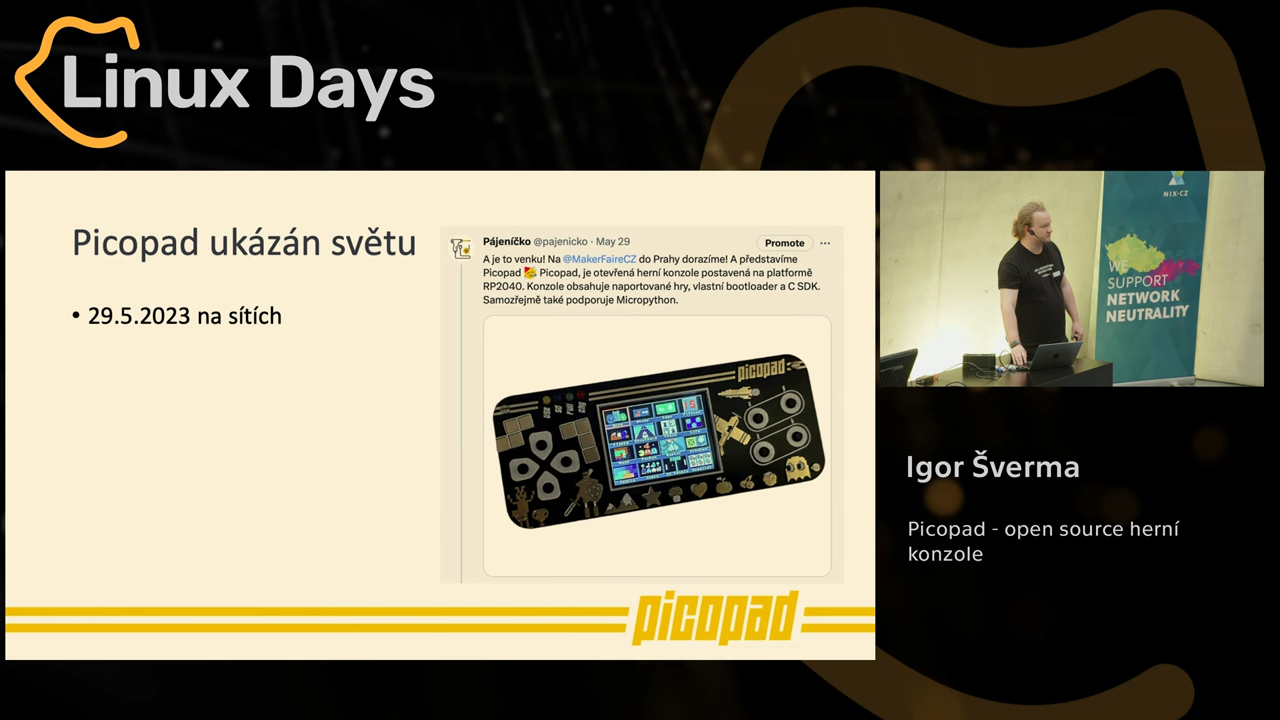 Linux Days
Picopad ukázán světu
• 29.5.2023 na sítích
Pájeníčko @pajenicko · May 29
Promote
A je to venku! Na @MakerFaireCZ do Prahy dorazíme! A představíme
Picopad 🥳 Picopad, je otevřená herní konzole postavená na platformě
RP2040. Konzole obsahuje naportované hry, vlastní bootloader a C SDK.
Samozřejmě také podporuje Micropython.
picopad
picopad
NIX·CZ
WE
SUPPORT
NETWORK
NEUTRALITY
Igor Šverma
Picopad - open source herní
konzole